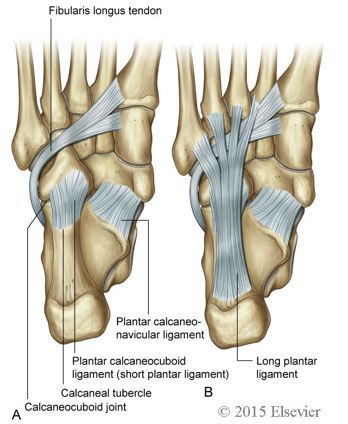 Fibularis longus tendon
Plantar calcaneo-
navicular ligament
Plantar calcaneocuboid
ligament (short plantar ligament)
Calcaneal tubercle
Calcaneocuboid joint
A
Long plantar
ligament
B
© 2015 Elsevier